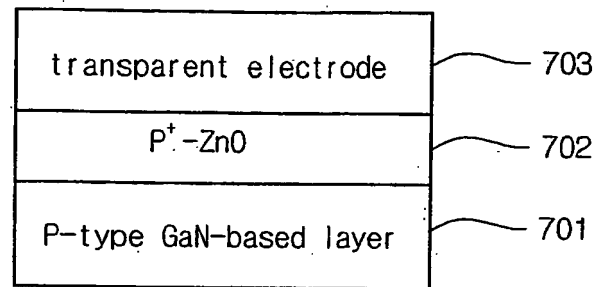 transparent electrode
703
P⁺-ZnO
702
P-type GaN-based layer
701